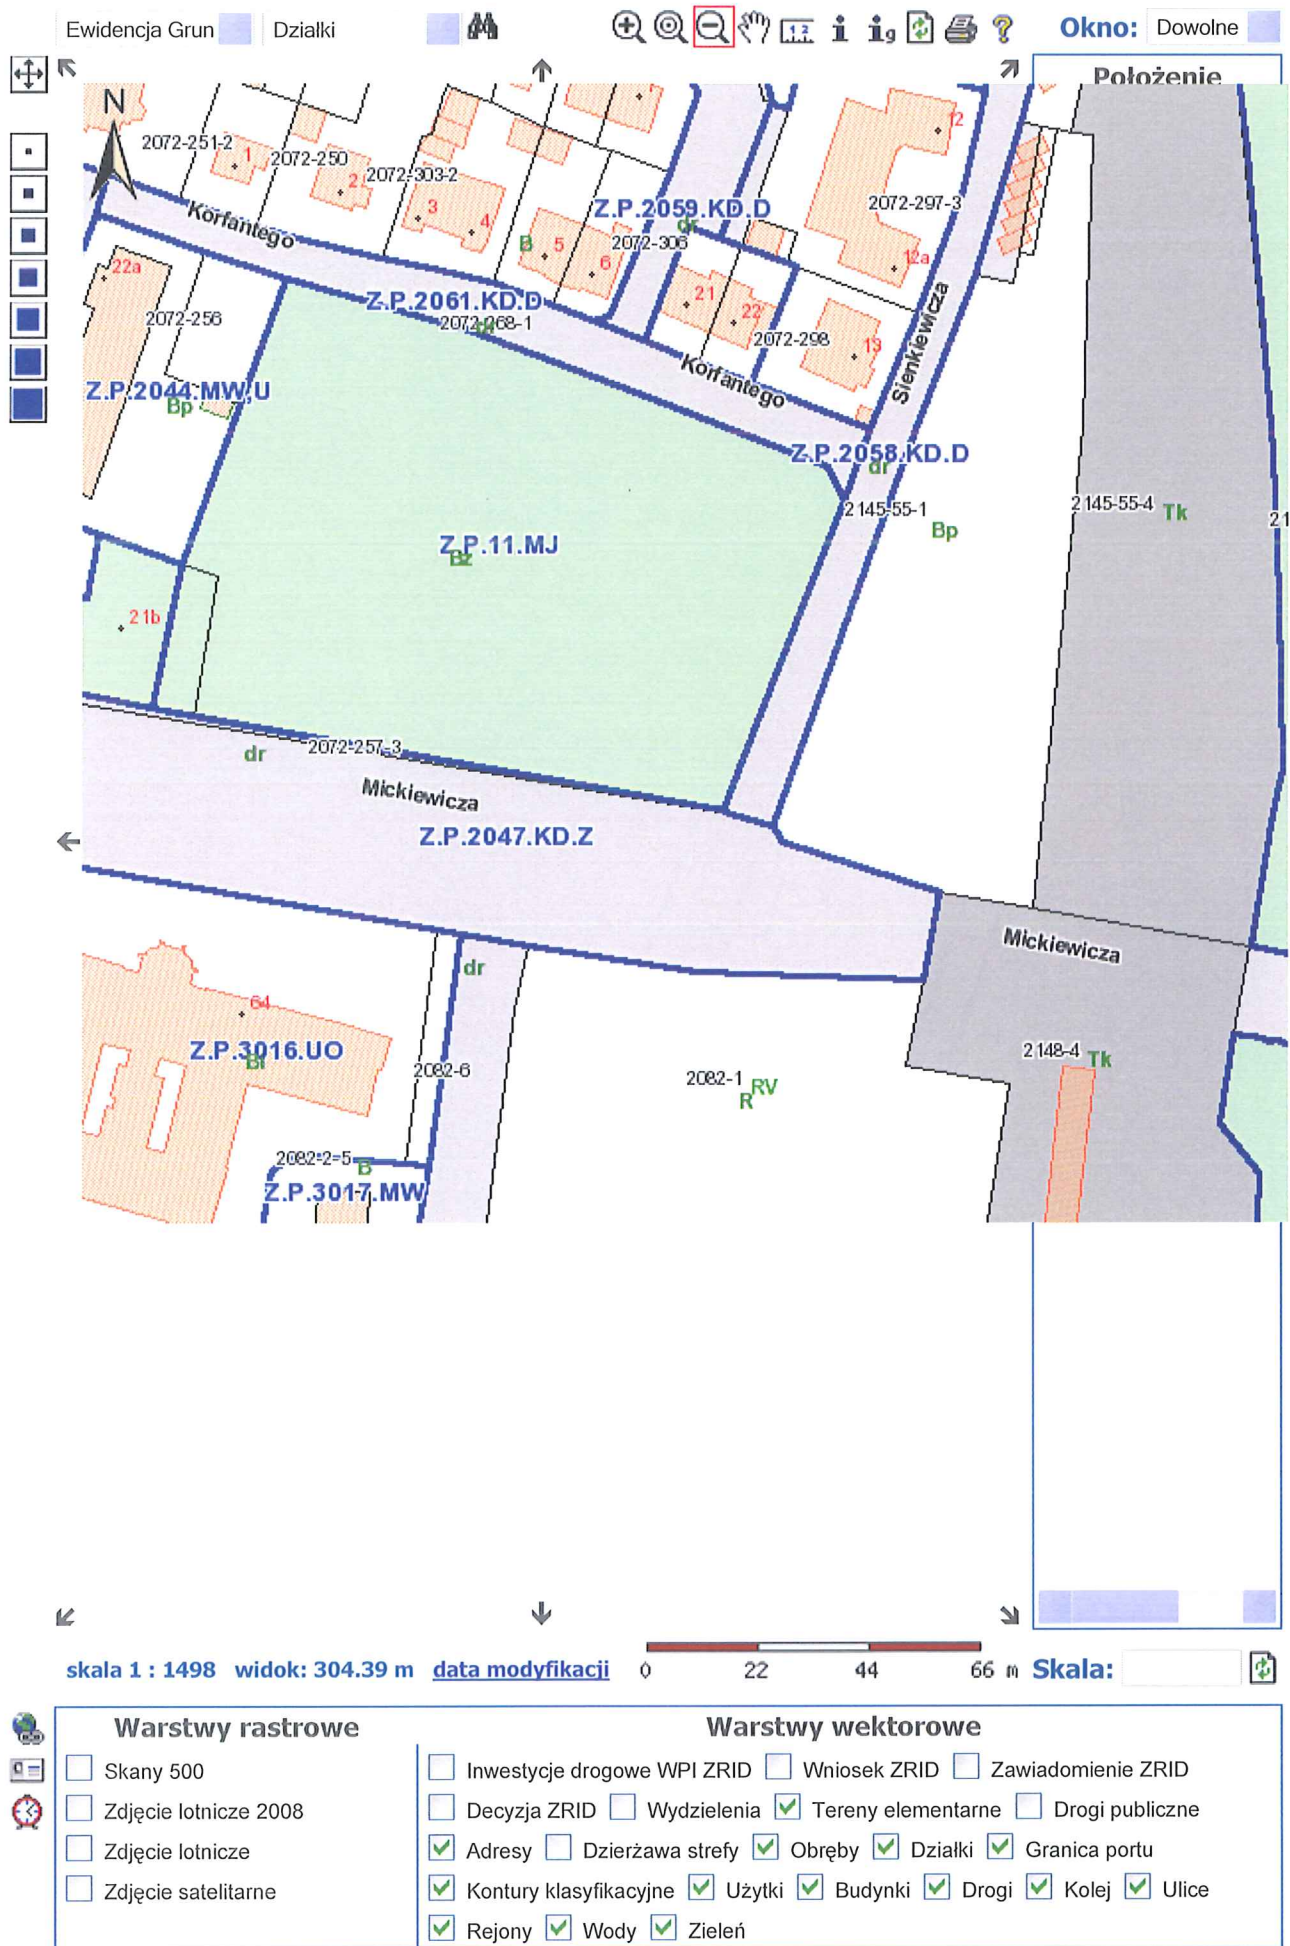 Ewidencja Grun Działki Okno: Dowolne
Położenie
N
2072-251-2
1
2072-250
2
2072-303-2
3
4
Korfantego
B
5
6
Z.P.2059.KD.D
dr
2072-306
12
2072-297-3
12a
22a
2072-256
Z.P.2061.KD.D
2072-268-1
21
22
2072-298
13
Sienkiewicza
Korfantego
Z.P.2044.MW,U
Bp
Z.P.2058.KD.D
dr
2145-55-1
Bp
2145-55-4
Tk
21
Z.P.11.MJ
Bz
21b
dr
2072-257-3
Mickiewicza
Z.P.2047.KD.Z
Mickiewicza
dr
64
Z.P.3016.UO
Bi
2082-6
2082-1
RV
R
2148-4
Tk
2082-2-5
B
Z.P.3017.MW
skala 1 : 1498 widok: 304.39 m data modyfikacji 0 22 44 66 m Skala:
Warstwy rastrowe
Skany 500
Zdjęcie lotnicze 2008
Zdjęcie lotnicze
Zdjęcie satelitarne
Warstwy wektorowe
Inwestycje drogowe WPI ZRID Wniosek ZRID Zawiadomienie ZRID
Decyzja ZRID Wydzielenia Tereny elementarne Drogi publiczne
Adresy Dzierżawa strefy Obręby Działki Granica portu
Kontury klasyfikacyjne Użytki Budynki Drogi Kolej Ulice
Rejony Wody Zieleń